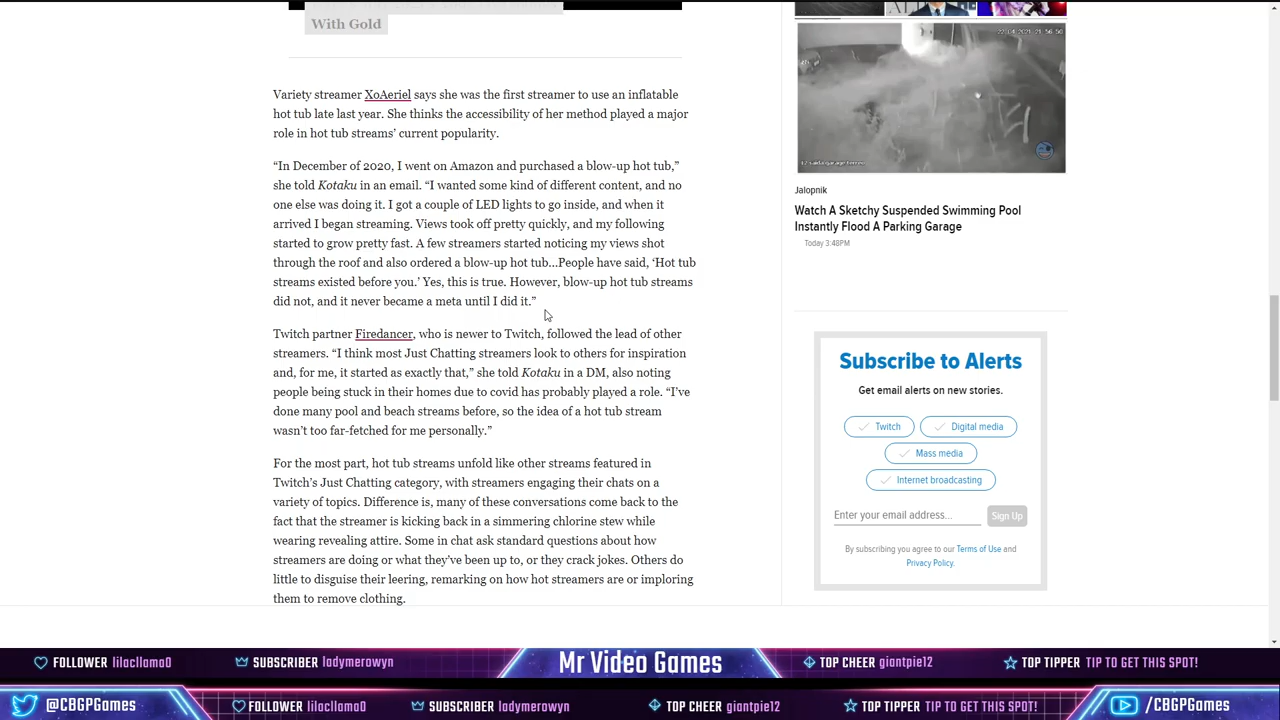 With Gold
Variety streamer XoAeriel says she was the first streamer to use an inflatable
hot tub late last year. She thinks the accessibility of her method played a major
role in hot tub streams’ current popularity.
“In December of 2020, I went on Amazon and purchased a blow-up hot tub,”
she told Kotaku in an email. “I wanted some kind of different content, and no
one else was doing it. I got a couple of LED lights to go inside, and when it
arrived I began streaming. Views took off pretty quickly, and my following
started to grow pretty fast. A few streamers started noticing my views shot
through the roof and also ordered a blow-up hot tub…People have said, ‘Hot tub
streams existed before you.’ Yes, this is true. However, blow-up hot tub streams
did not, and it never became a meta until I did it.”
Twitch partner Firedancer, who is newer to Twitch, followed the lead of other
streamers. “I think most Just Chatting streamers look to others for inspiration
and, for me, it started as exactly that,” she told Kotaku in a DM, also noting
people being stuck in their homes due to covid has probably played a role. “I’ve
done many pool and beach streams before, so the idea of a hot tub stream
wasn’t too far-fetched for me personally.”
For the most part, hot tub streams unfold like other streams featured in
Twitch’s Just Chatting category, with streamers engaging their chats on a
variety of topics. Difference is, many of these conversations come back to the
fact that the streamer is kicking back in a simmering chlorine stew while
wearing revealing attire. Some in chat ask standard questions about how
streamers are doing or what they’ve been up to, or they crack jokes. Others do
little to disguise their leering, remarking on how hot streamers are or imploring
them to remove clothing.
22-04-2021 21:56:56
Jalopnik
Watch A Sketchy Suspended Swimming Pool
Instantly Flood A Parking Garage
Today 3:48PM
Subscribe to Alerts
Get email alerts on new stories.
Twitch
Digital media
Mass media
Internet broadcasting
Enter your email address...
Sign Up
By subscribing you agree to our Terms of Use and
Privacy Policy.
FOLLOWER lilacllama0 SUBSCRIBER ladymerowyn Mr Video Games TOP CHEER giantpie12 TOP TIPPER TIP TO GET THIS SPOT!
@CBGPGames FOLLOWER lilacllama0 SUBSCRIBER ladymerowyn TOP CHEER giantpie12 TOP TIPPER TIP TO GET THIS SPOT! /CBGPGames